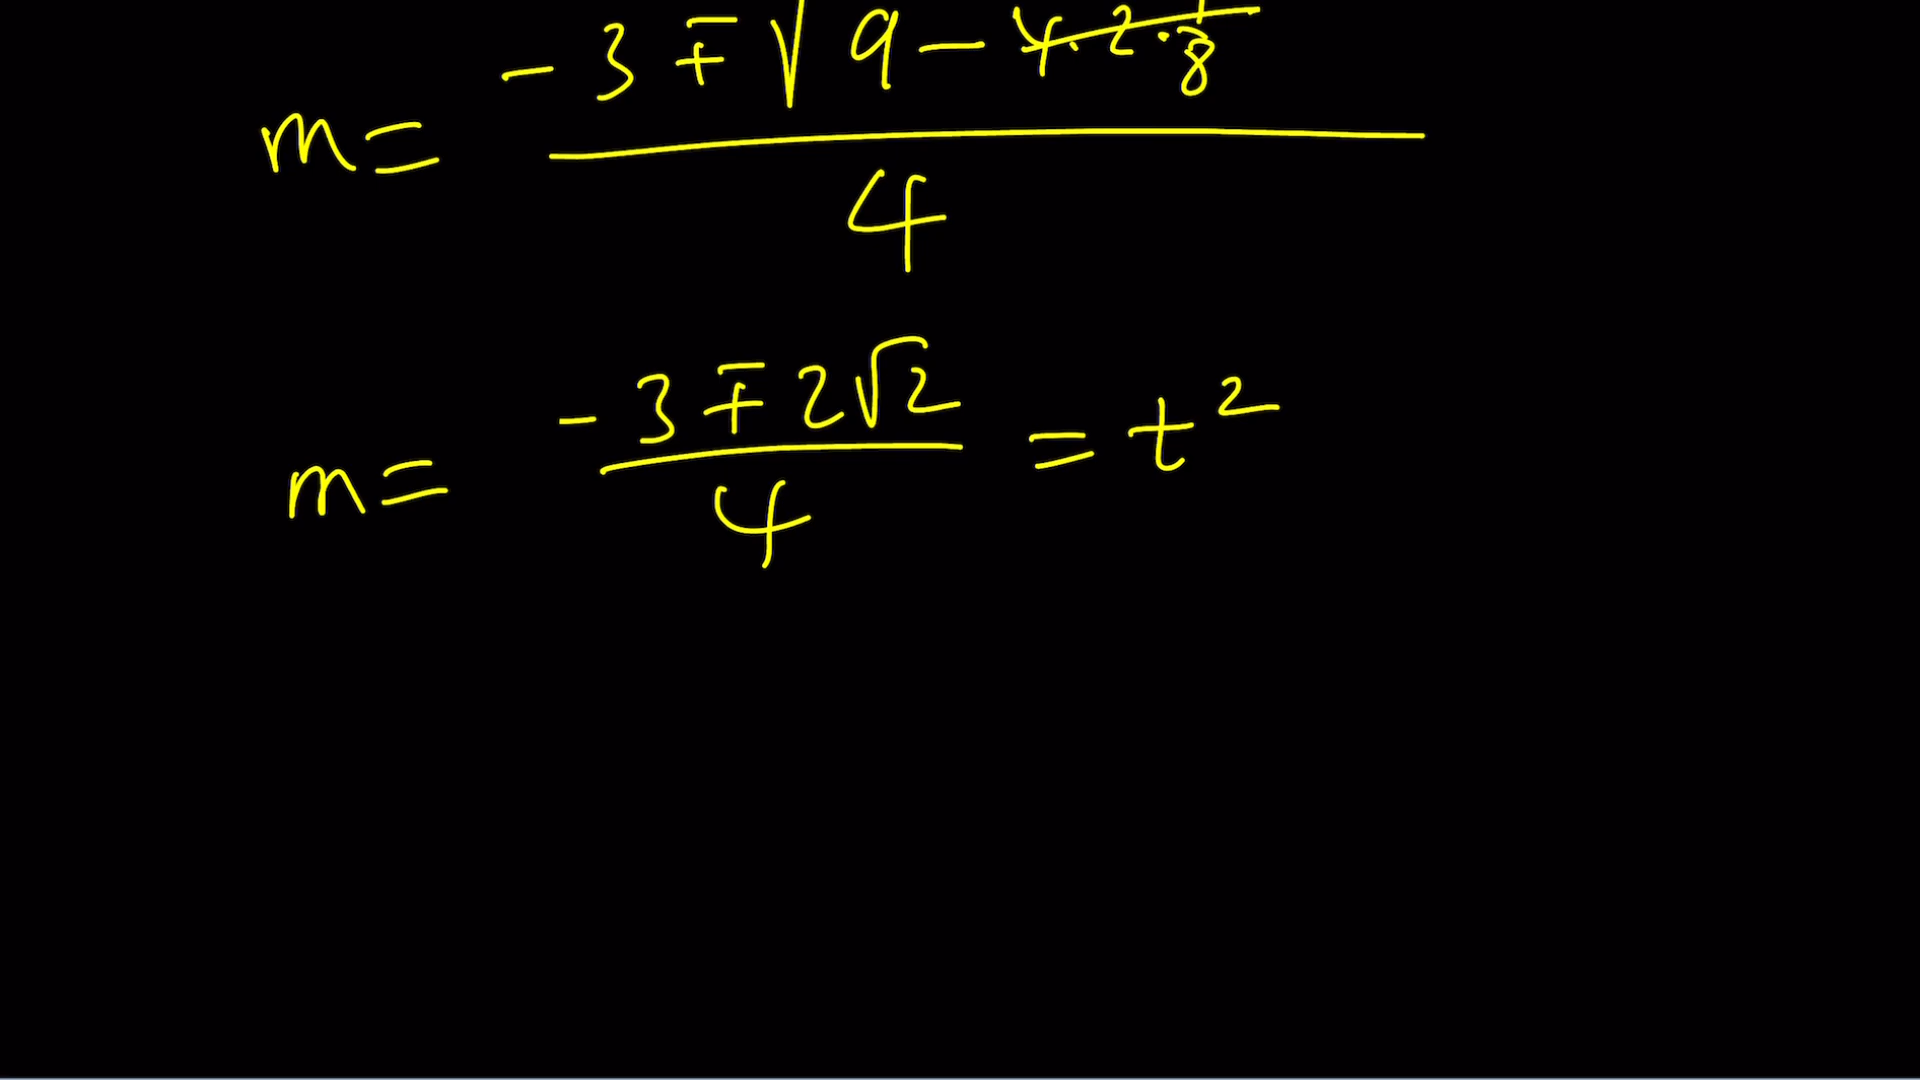 m = (-3 ∓ √(9 - 4·2·1/8)) / 4
m = (-3 ∓ 2√2) / 4 = t²